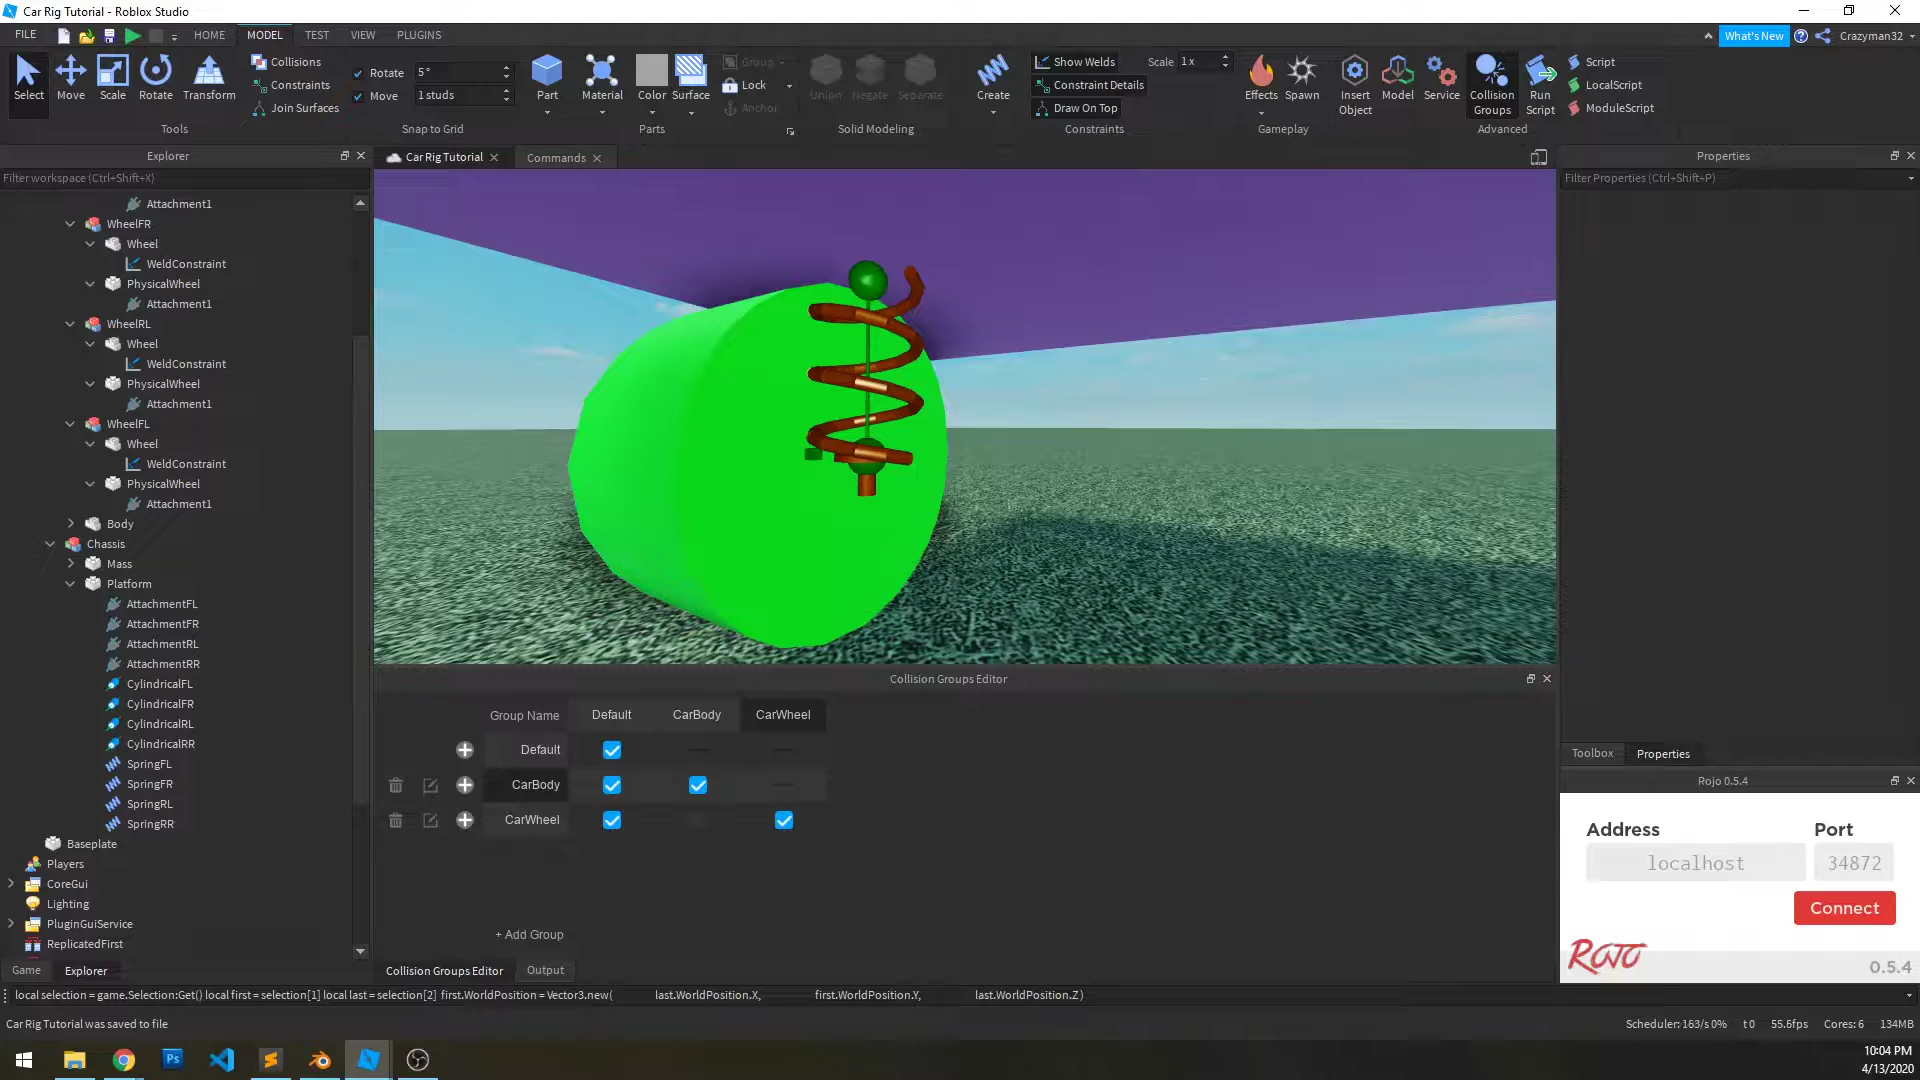 Car Rig Tutorial - Roblox Studio
FILE HOME MODEL TEST VIEW PLUGINS What's New Crazyman32
Select Move Scale Rotate Transform
Collisions
Constraints
Join Surfaces
Tools
Rotate 5°
Move 1 studs
Snap to Grid
Part Material Color Surface
Group
Lock
Anchor
Parts
Union Negate Separate
Solid Modeling
Create
Show Welds
Constraint Details
Draw On Top
Scale 1 x
Constraints
Effects Spawn
Gameplay
Insert Object Model Service Collision Groups Run Script
Script
LocalScript
ModuleScript
Advanced
Explorer
Filter workspace (Ctrl+Shift+X)
Attachment1
WheelFR
Wheel
WeldConstraint
PhysicalWheel
Attachment1
WheelRL
Wheel
WeldConstraint
PhysicalWheel
Attachment1
WheelFL
Wheel
WeldConstraint
PhysicalWheel
Attachment1
Body
Chassis
Mass
Platform
AttachmentFL
AttachmentFR
AttachmentRL
AttachmentRR
CylindricalFL
CylindricalFR
CylindricalRL
CylindricalRR
SpringFL
SpringFR
SpringRL
SpringRR
Baseplate
Players
CoreGui
Lighting
PluginGuiService
ReplicatedFirst
Game Explorer
Car Rig Tutorial Commands
Collision Groups Editor
Group Name Default CarBody CarWheel
Default
CarBody
CarWheel
+ Add Group
Collision Groups Editor Output
Properties
Filter Properties (Ctrl+Shift+P)
Toolbox Properties
Rojo 0.5.4
Address Port
localhost 34872
Connect
ROJO 0.5.4
local selection = game.Selection:Get() local first = selection[1] local last = selection[2] first.WorldPosition = Vector3.new( last.WorldPosition.X, first.WorldPosition.Y, last.WorldPosition.Z)
Car Rig Tutorial was saved to file
Scheduler: 163/s 0% t 0 55.5fps Cores: 6 134MB
Ps
10:04 PM
4/13/2020